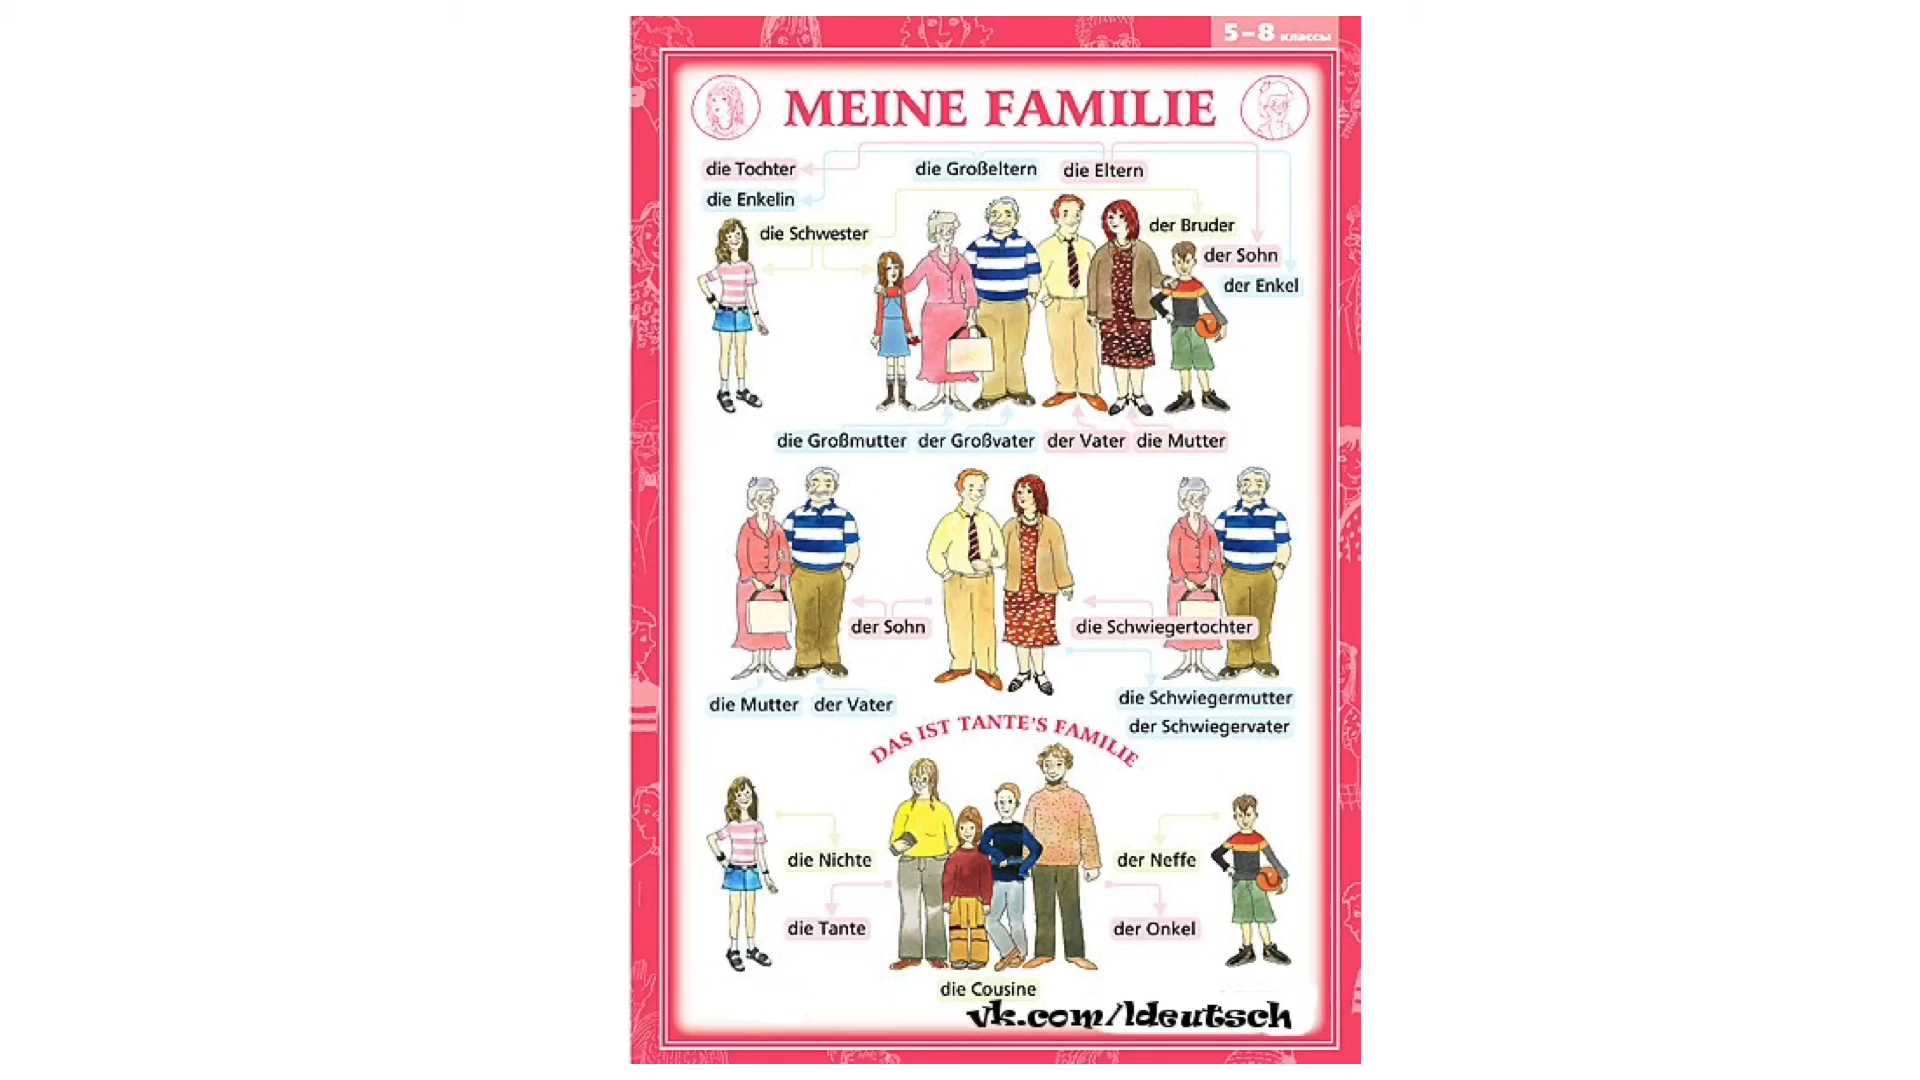 5–8 классы
MEINE FAMILIE
die Tochter
die Großeltern
die Eltern
die Enkelin
die Schwester
der Bruder
der Sohn
der Enkel
die Großmutter
der Großvater
der Vater
die Mutter
der Sohn
die Schwiegertochter
die Mutter
der Vater
die Schwiegermutter
der Schwiegervater
DAS IST TANTE'S FAMILIE
die Nichte
der Neffe
die Tante
der Onkel
die Cousine
vk.com/1deutsch